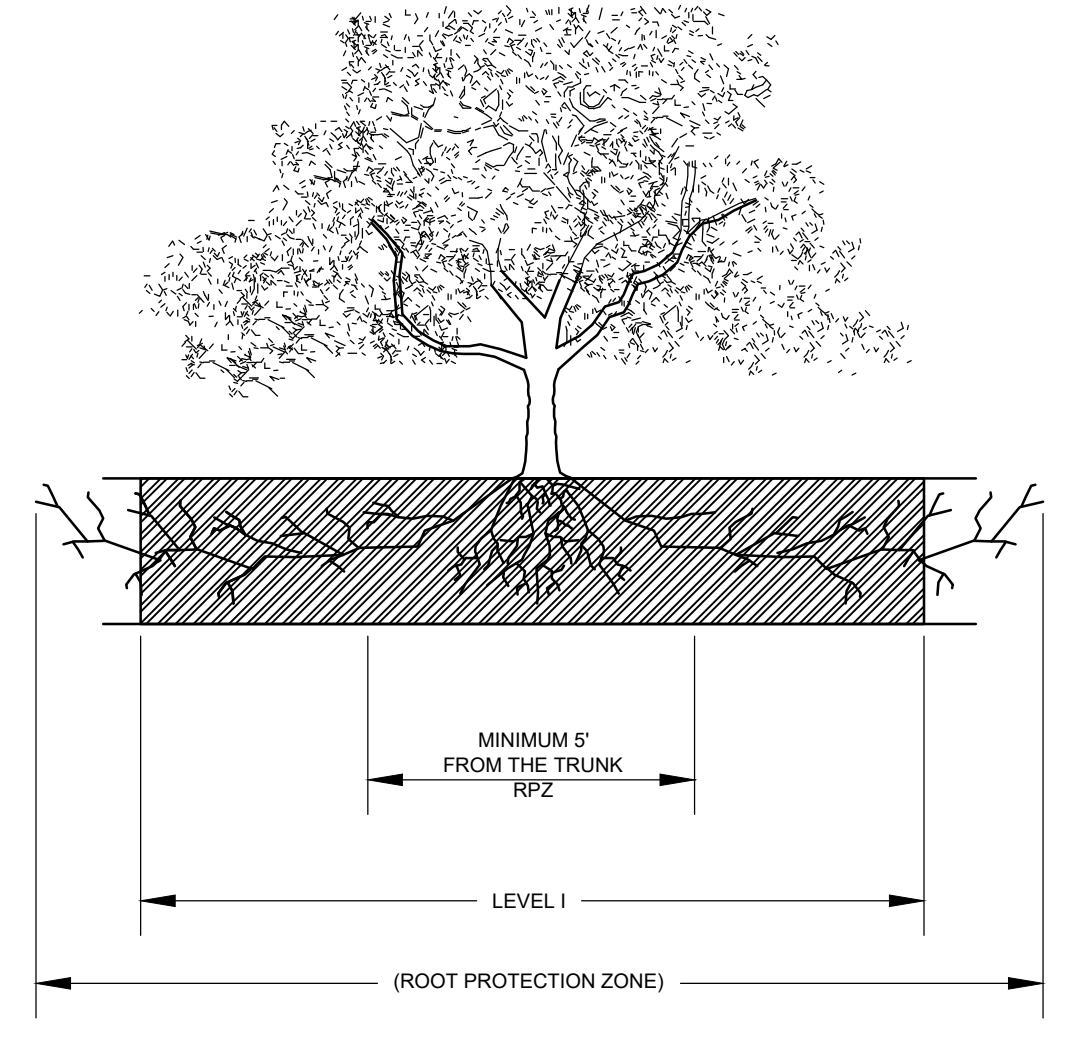 MINIMUM 5'
FROM THE TRUNK
RPZ
LEVEL I
(ROOT PROTECTION ZONE)